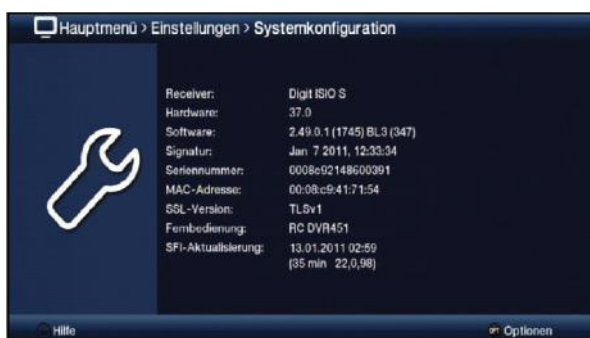 Hauptmenü > Einstellungen > Systemkonfiguration
Receiver: Digit ISIO S
Hardware: 37.0
Software: 2.49.0.1 (1745) BL3 (347)
Signatur: Jan 7 2011, 12:33:34
Seriennummer: 0008c92148600391
MAC-Adresse: 00:08:c9:41:71:54
SSL-Version: TLSv1
Fernbedienung: RC DVR451
SFI-Aktualisierung: 13.01.2011 02:59
(35 min 22,0,98)
Hilfe
OPT Optionen